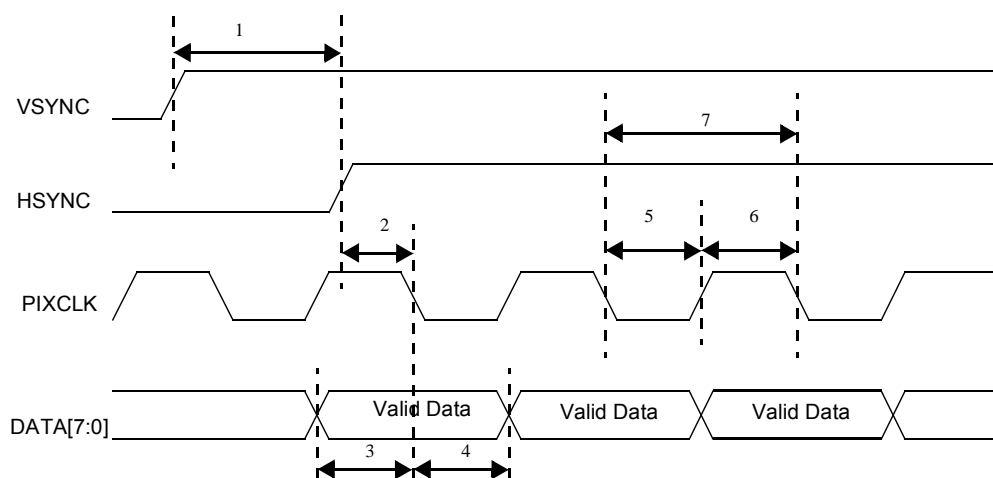 1
VSYNC
7
HSYNC
2
5
6
PIXCLK
Valid Data
Valid Data
Valid Data
DATA[7:0]
3
4